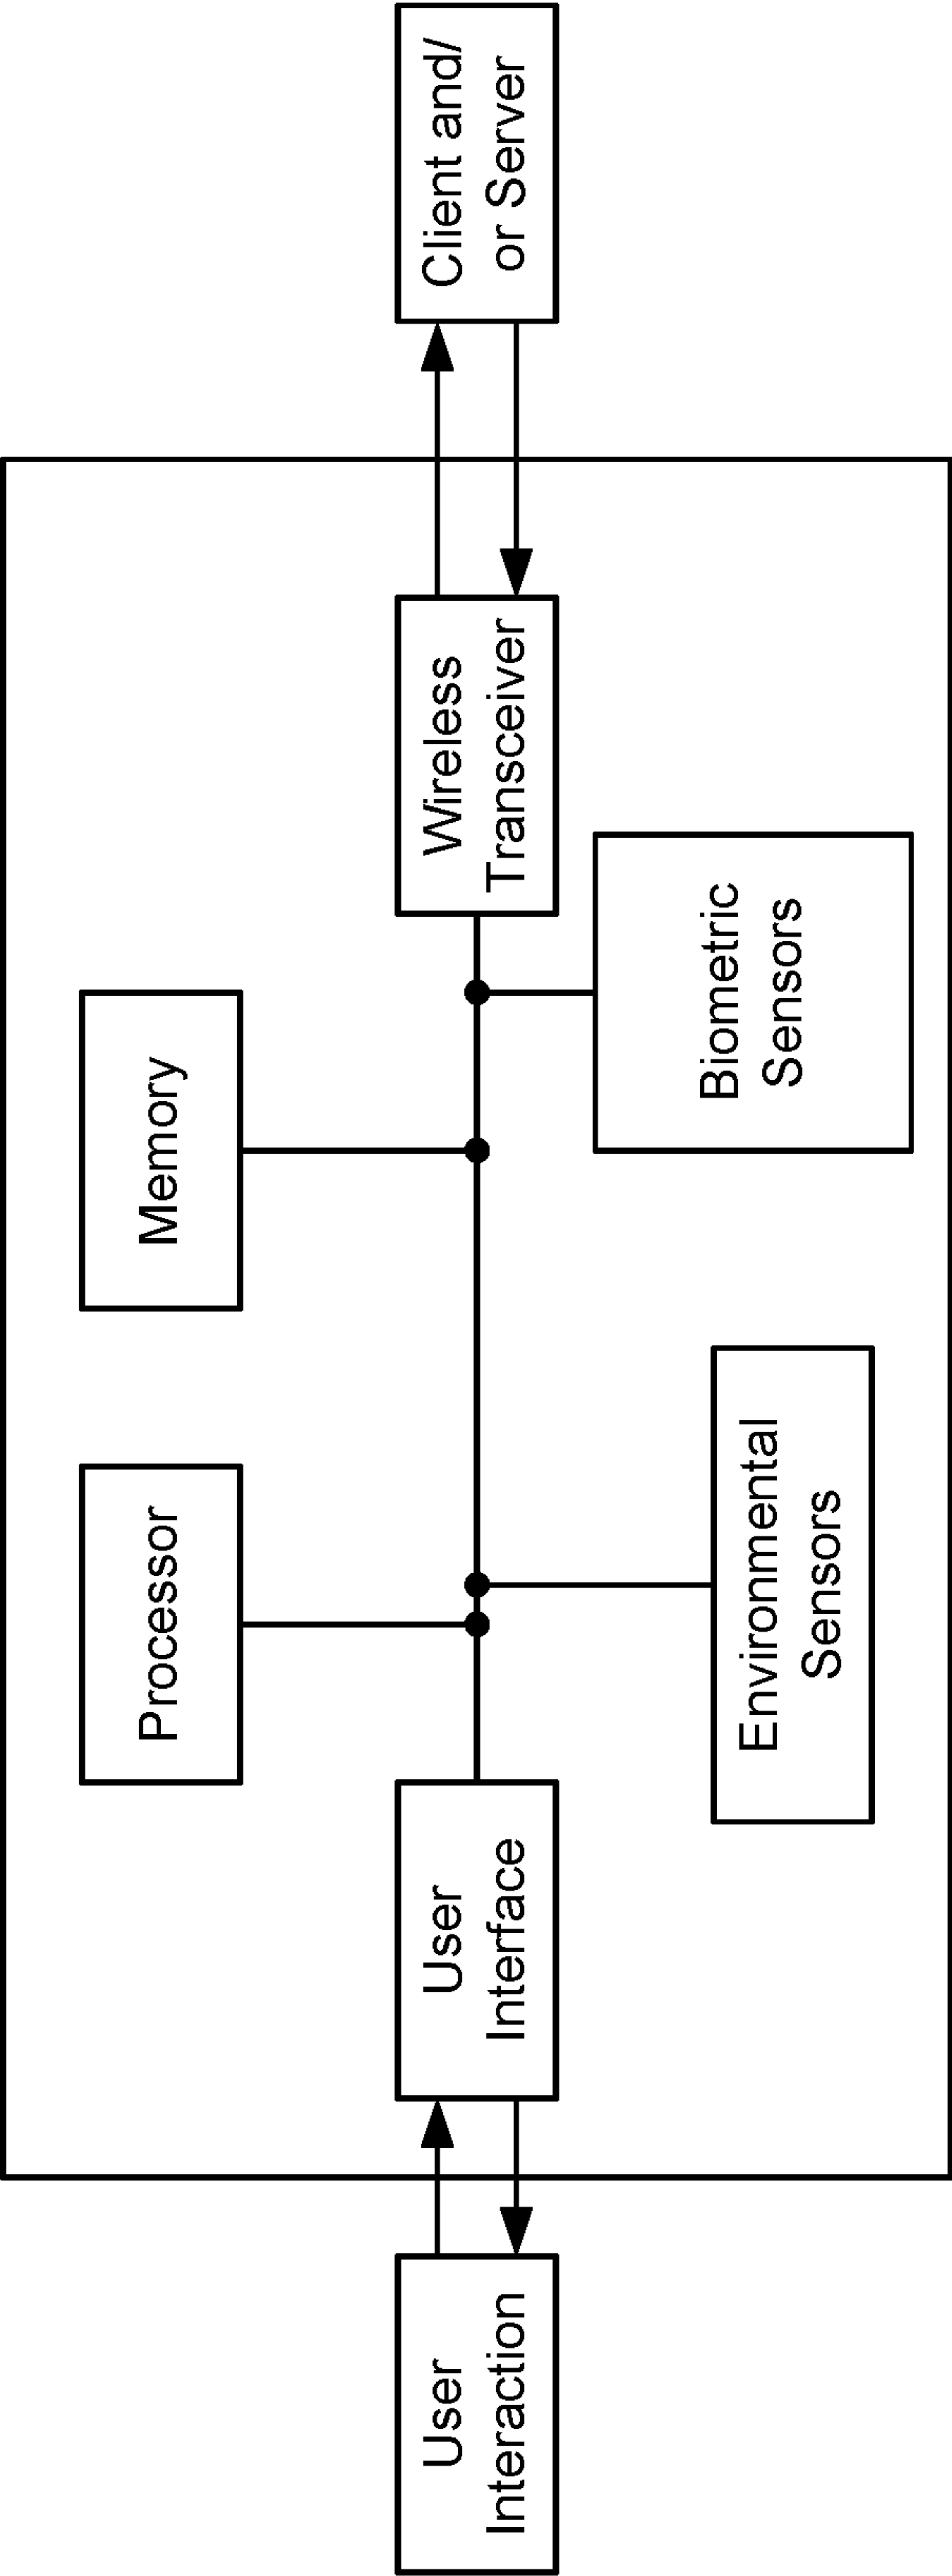 Processor
Memory
User
Interaction
User
Interface
Wireless
Transceiver
Client and/
or Server
Environmental
Sensors
Biometric
Sensors